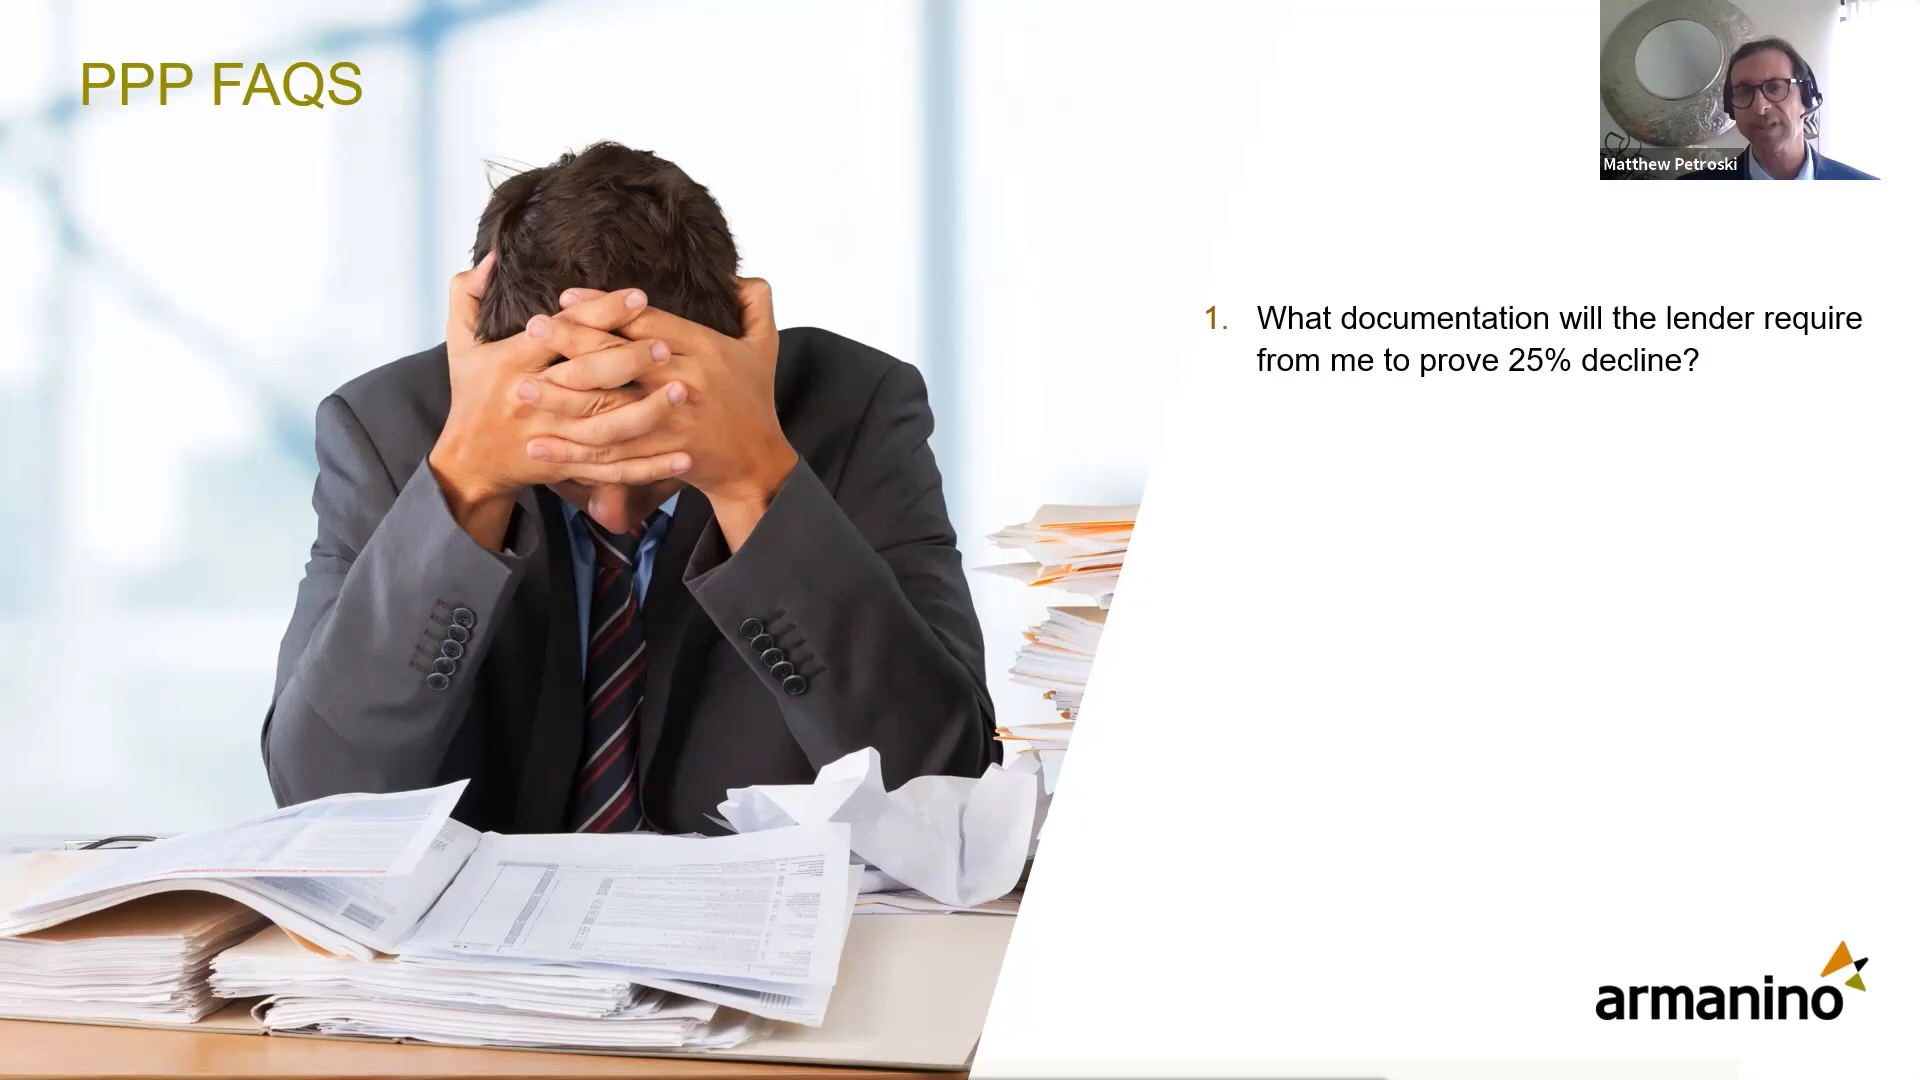 PPP FAQS
Matthew Petroski
1. What documentation will the lender require
from me to prove 25% decline?
armanino